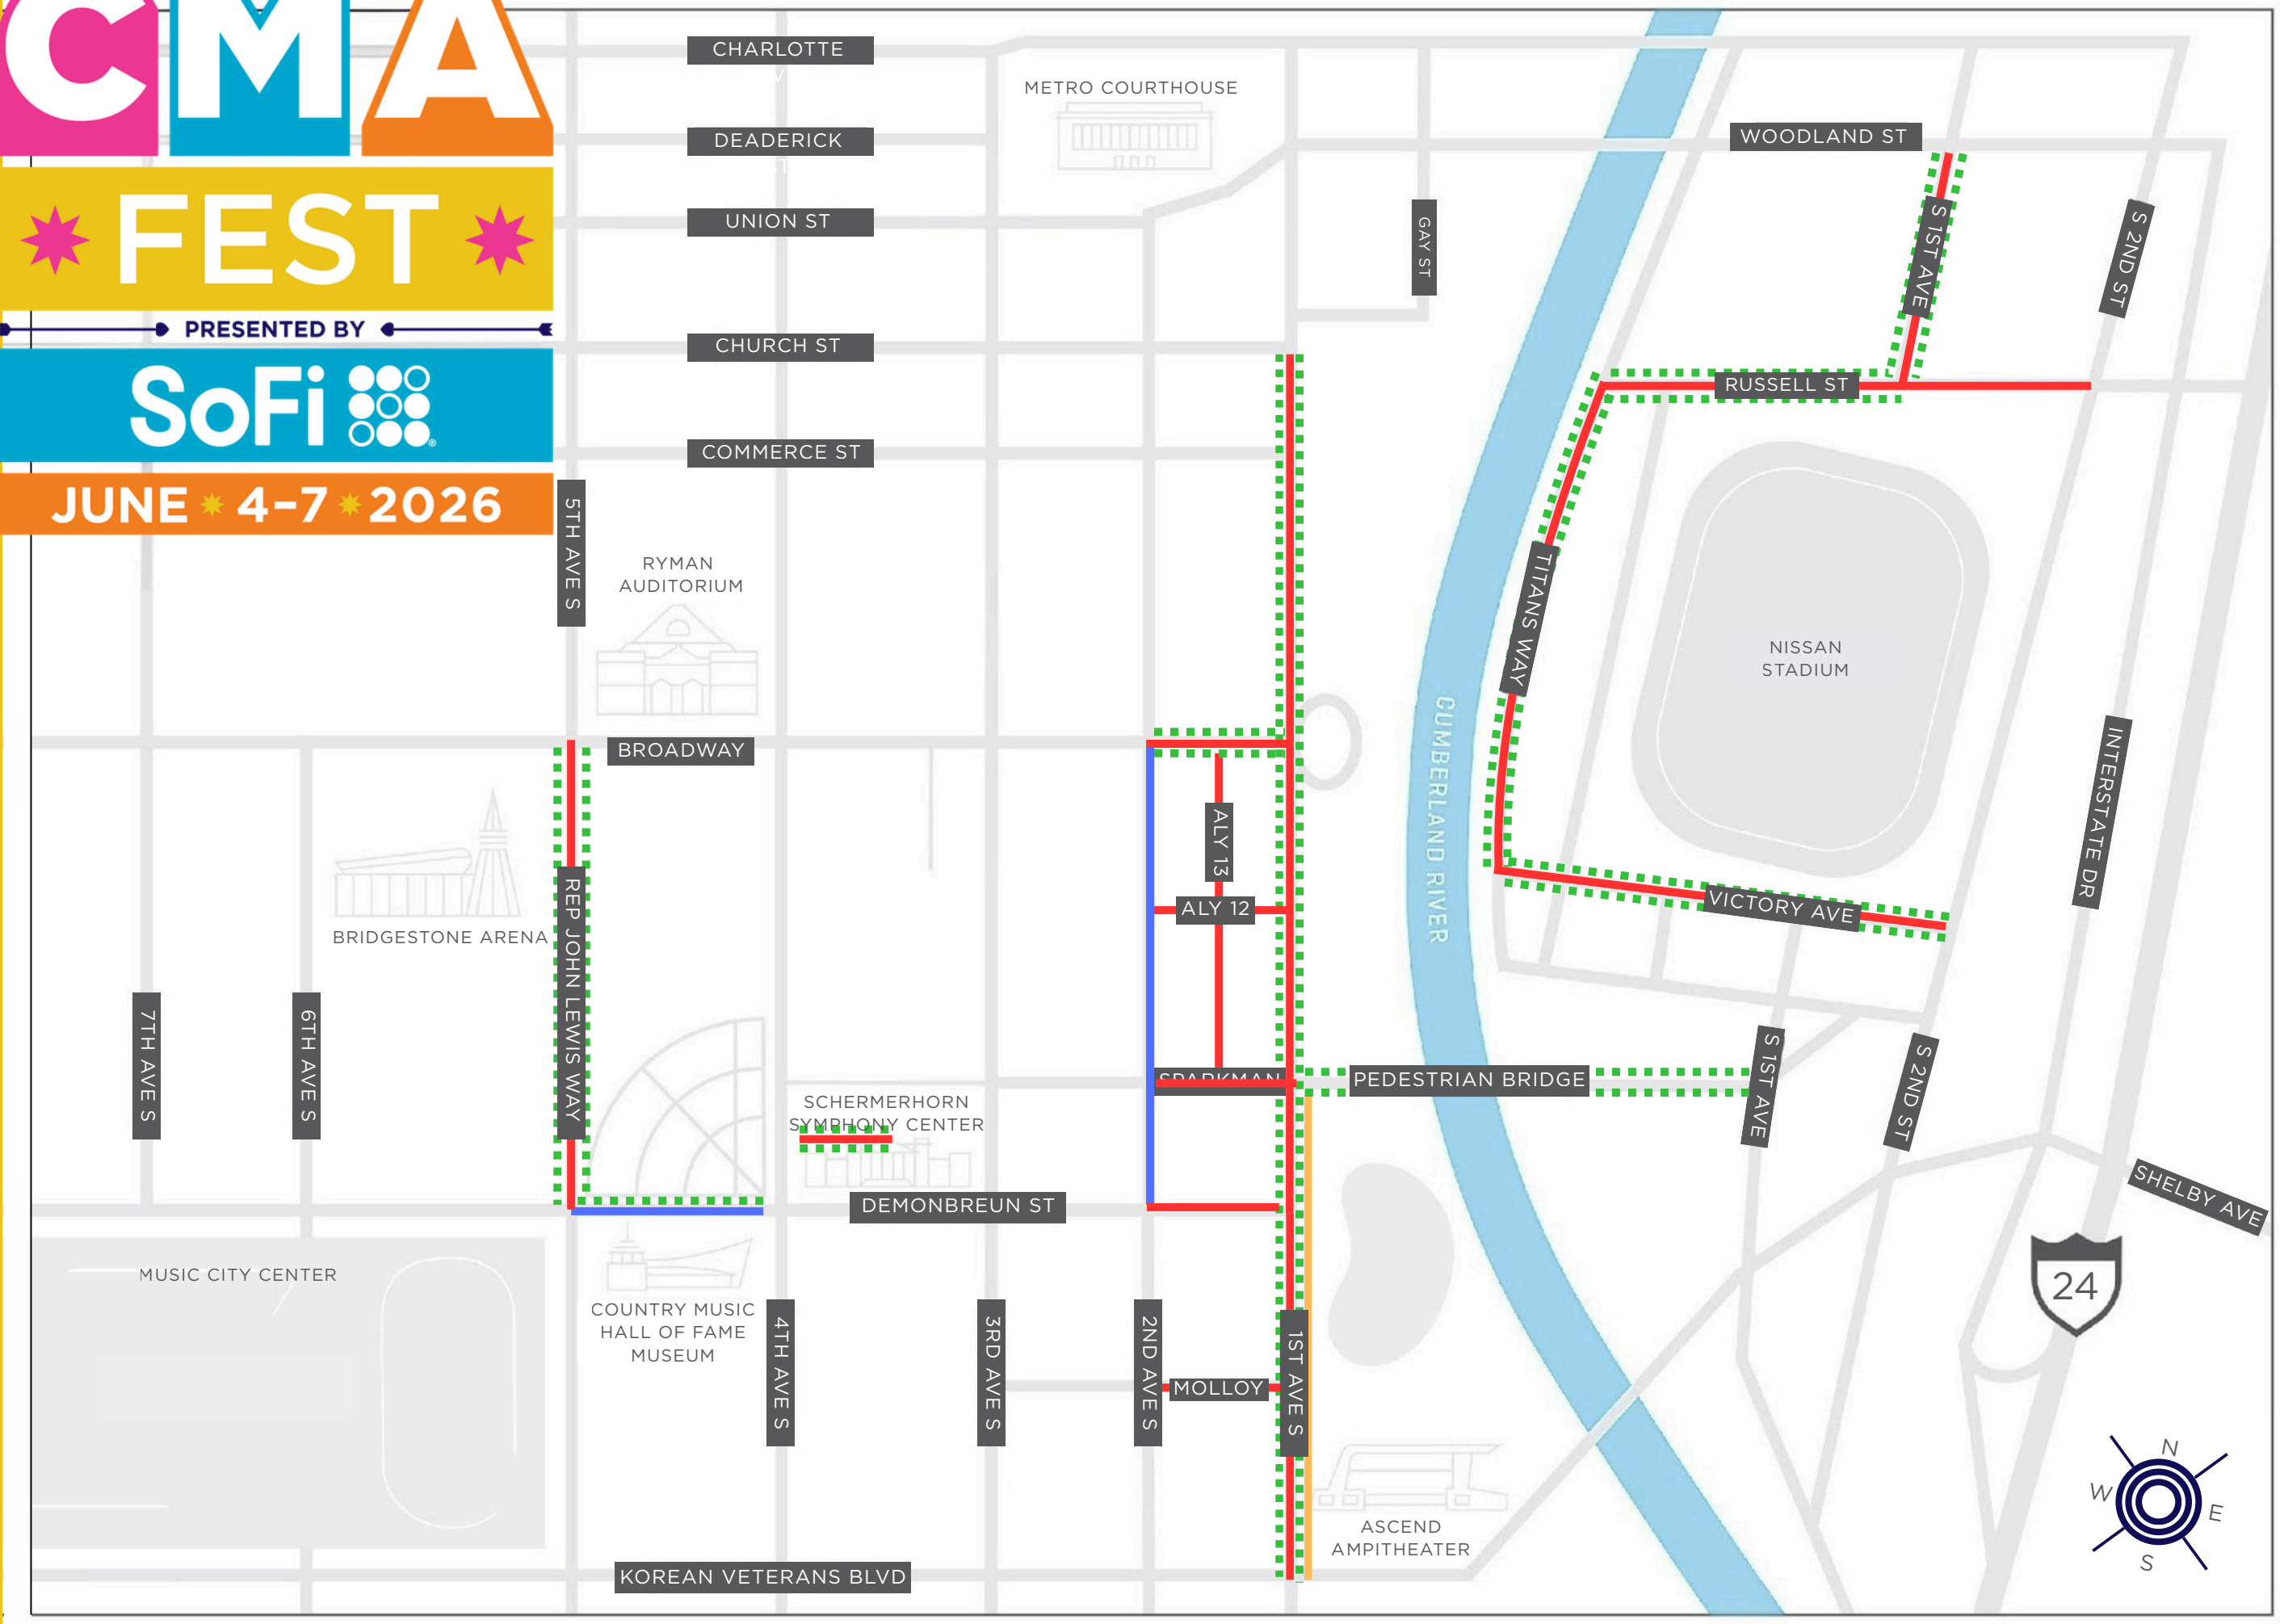 CMA
FEST
PRESENTED BY
SoFi
JUNE 4-7 2026
CHARLOTTE
METRO COURTHOUSE
DEADERICK
WOODLAND ST
UNION ST
GAY ST
S 1ST AVE
S 2ND ST
CHURCH ST
RUSSELL ST
COMMERCE ST
5TH AVE S
RYMAN
AUDITORIUM
TITANS WAY
NISSAN
STADIUM
BROADWAY
CUMBERLAND RIVER
INTERSTATE DR
ALY 13
ALY 12
VICTORY AVE
BRIDGESTONE ARENA
REP JOHN LEWIS WAY
7TH AVE S
6TH AVE S
SPARKMAN
PEDESTRIAN BRIDGE
S 1ST AVE
S 2ND ST
SCHERMERHORN
SYMPHONY CENTER
DEMONBREUN ST
SHELBY AVE
MUSIC CITY CENTER
24
COUNTRY MUSIC
HALL OF FAME
MUSEUM
4TH AVE S
3RD AVE S
2ND AVE S
1ST AVE S
MOLLOY
ASCEND
AMPITHEATER
KOREAN VETERANS BLVD
N
W
E
S